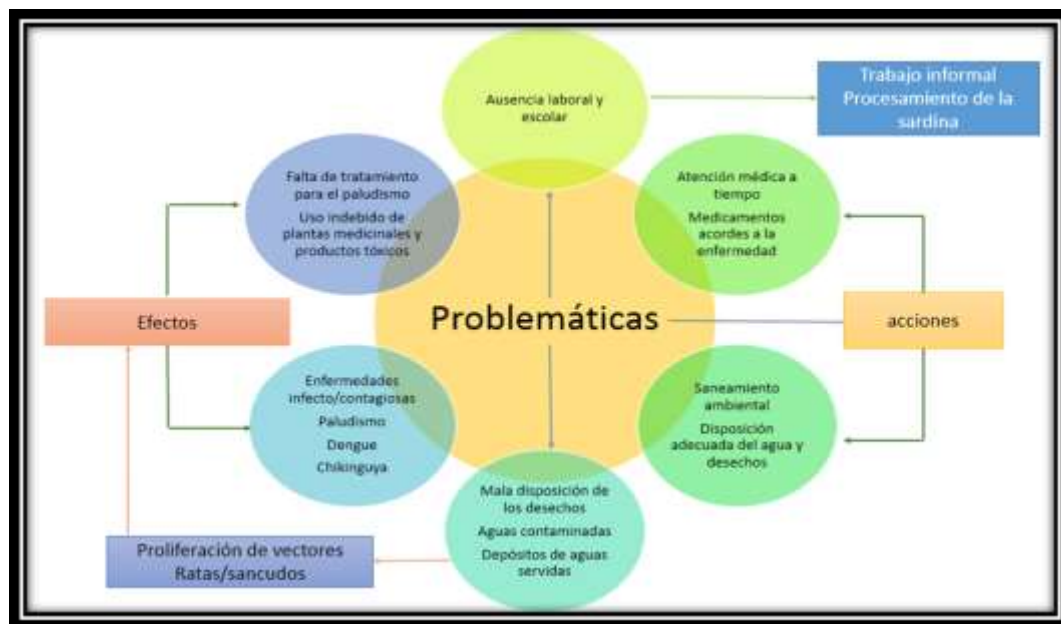 Ausencia laboral y
escolar
Trabajo informal
Procesamiento de la
sardina
Falta de tratamiento
para el paludismo
Uso indebido de
plantas medicinales y
productos tóxicos
Atención médica a
tiempo
Medicamentos
acordes a la
enfermedad
Efectos
Problemáticas
acciones
Enfermedades
infecto/contagiosas
Paludismo
Dengue
Chikinguya
Saneamiento
ambiental
Disposición
adecuada del agua y
desechos
Mala disposición de
los desechos
Aguas contaminadas
Depósitos de aguas
servidas
Proliferación de vectores
Ratas/sancudos